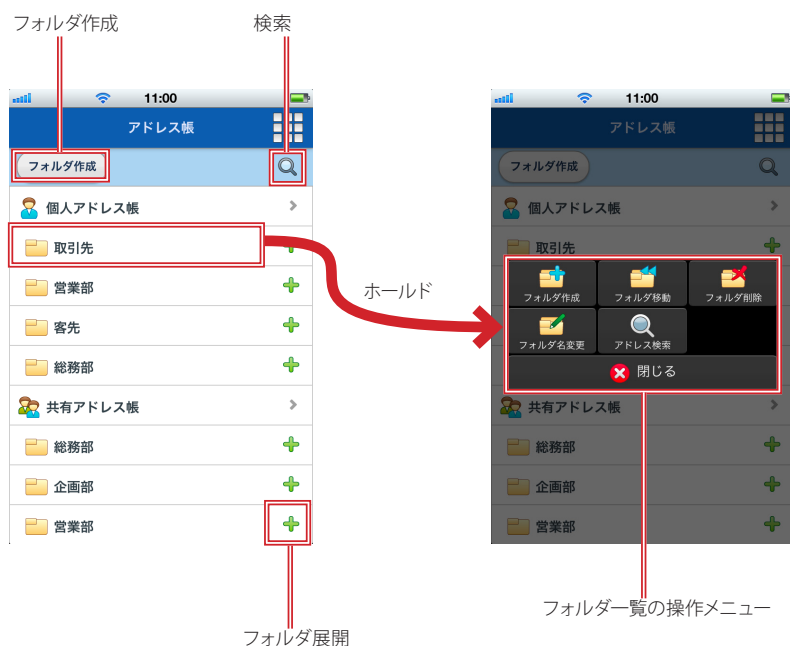 フォルダ作成
検索
11:00
アドレス帳
フォルダ作成
個人アドレス帳
取引先
営業部
客先
総務部
共有アドレス帳
総務部
企画部
営業部
フォルダ展開
ホールド
11:00
アドレス帳
フォルダ作成
個人アドレス帳
取引先
フォルダ作成
フォルダ移動
フォルダ削除
フォルダ名変更
アドレス検索
閉じる
共有アドレス帳
総務部
企画部
営業部
フォルダ一覧の操作メニュー